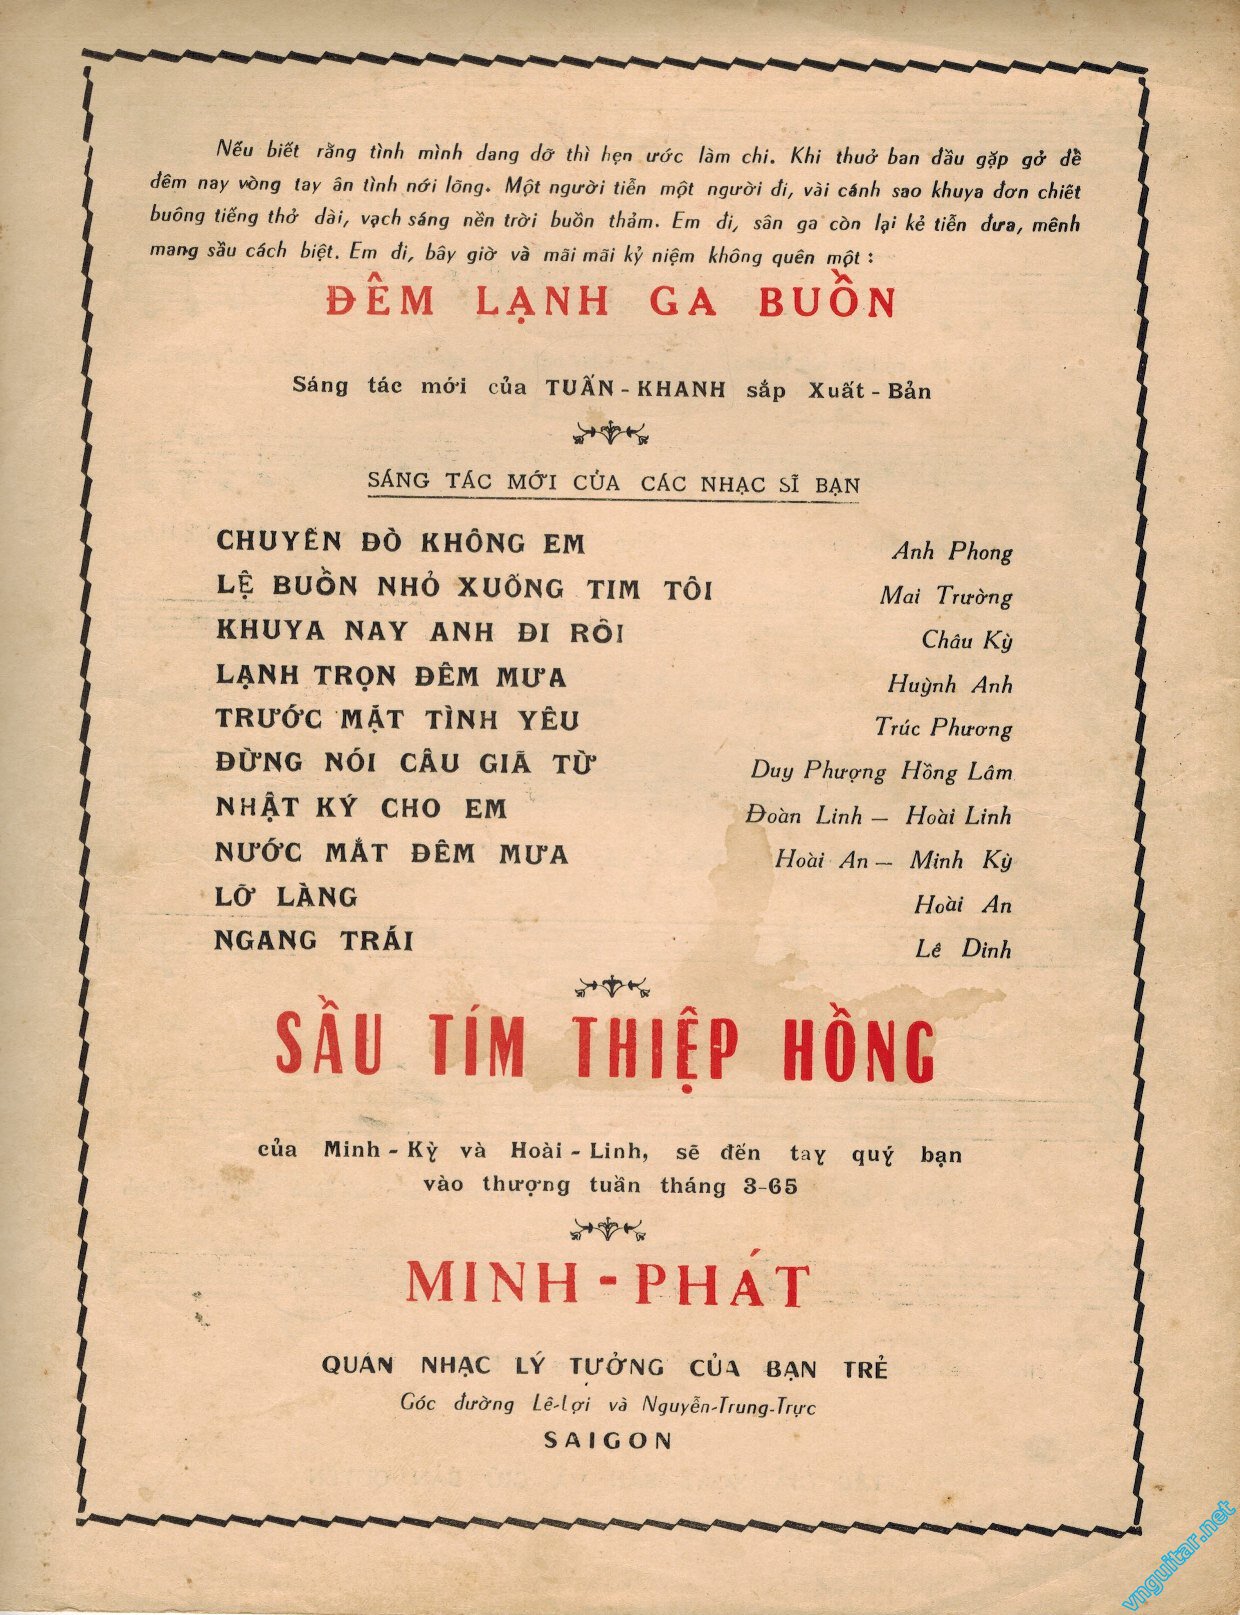 Nếu biết rằng tình mình dang dỡ thì hẹn ước làm chi. Khi thuở ban đầu gặp gở để
đêm nay vòng tay ân tình nới lõng. Một người tiễn một người đi, vài cánh sao khuya đơn chiết
buông tiếng thở dài, vạch sáng nền trời buồn thảm. Em đi, sân ga còn lại kẻ tiễn đưa, mênh
mang sầu cách biệt. Em đi, bây giờ và mãi mãi kỷ niệm không quên một :
ĐÊM LẠNH GA BUỒN
Sáng tác mới của TUẤN - KHANH sắp Xuất - Bản
SÁNG TÁC MỚI CỦA CÁC NHẠC SĨ BẠN
CHUYẾN ĐÒ KHÔNG EM Anh Phong
LỆ BUỒN NHỎ XUỐNG TIM TÔI Mai Trường
KHUYA NAY ANH ĐI RỒI Châu Kỳ
LẠNH TRỌN ĐÊM MƯA Huỳnh Anh
TRƯỚC MẶT TÌNH YÊU Trúc Phương
ĐỪNG NÓI CÂU GIÃ TỪ Duy Phượng Hồng Lâm
NHẬT KÝ CHO EM Đoàn Linh — Hoài Linh
NƯỚC MẮT ĐÊM MƯA Hoài An — Minh Kỳ
LỠ LÀNG Hoài An
NGANG TRÁI Lê Dinh
SẦU TÍM THIỆP HỒNG
của Minh - Kỳ và Hoài - Linh, sẽ đến tay quý bạn
vào thượng tuần tháng 3-65
MINH - PHÁT
QUÁN NHẠC LÝ TƯỞNG CỦA BẠN TRẺ
Góc đường Lê-Lợi và Nguyễn-Trung-Trực
SAIGON
vnguitar.net